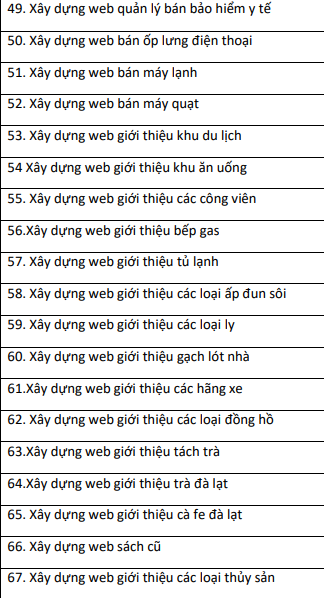 49. Xây dựng web quản lý bán bảo hiểm y tế
50. Xây dựng web bán ốp lưng điện thoại
51. Xây dựng web bán máy lạnh
52. Xây dựng web bán máy quạt
53. Xây dựng web giới thiệu khu du lịch
54 Xây dựng web giới thiệu khu ăn uống
55. Xây dựng web giới thiệu các công viên
56.Xây dựng web giới thiệu bếp gas
57. Xây dựng web giới thiệu tủ lạnh
58. Xây dựng web giới thiệu các loại ấp đun sôi
59. Xây dựng web giới thiệu các loại ly
60. Xây dựng web giới thiệu gạch lót nhà
61.Xây dựng web giới thiệu các hãng xe
62. Xây dựng web giới thiệu các loại đồng hồ
63.Xây dựng web giới thiệu tách trà
64.Xây dựng web giới thiệu trà đà lạt
65. Xây dựng web giới thiệu cà fe đà lạt
66. Xây dựng web sách cũ
67. Xây dựng web giới thiệu các loại thủy sản